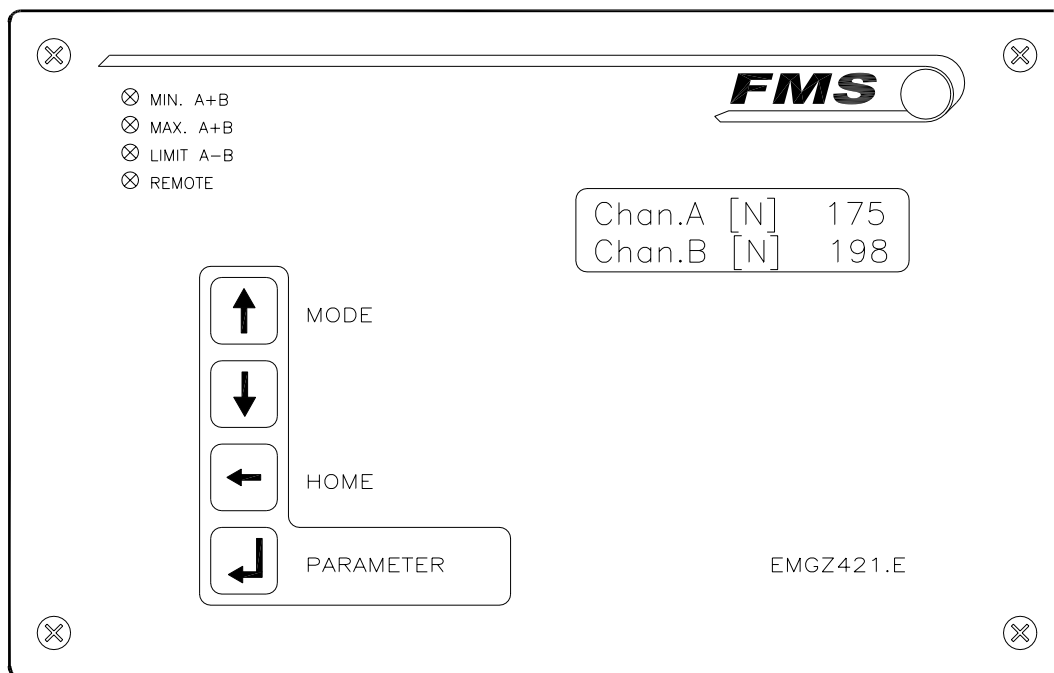 FMS
MIN. A+B
MAX. A+B
LIMIT A-B
REMOTE
Chan.A [N] 175
Chan.B [N] 198
MODE
HOME
PARAMETER
EMGZ421.E